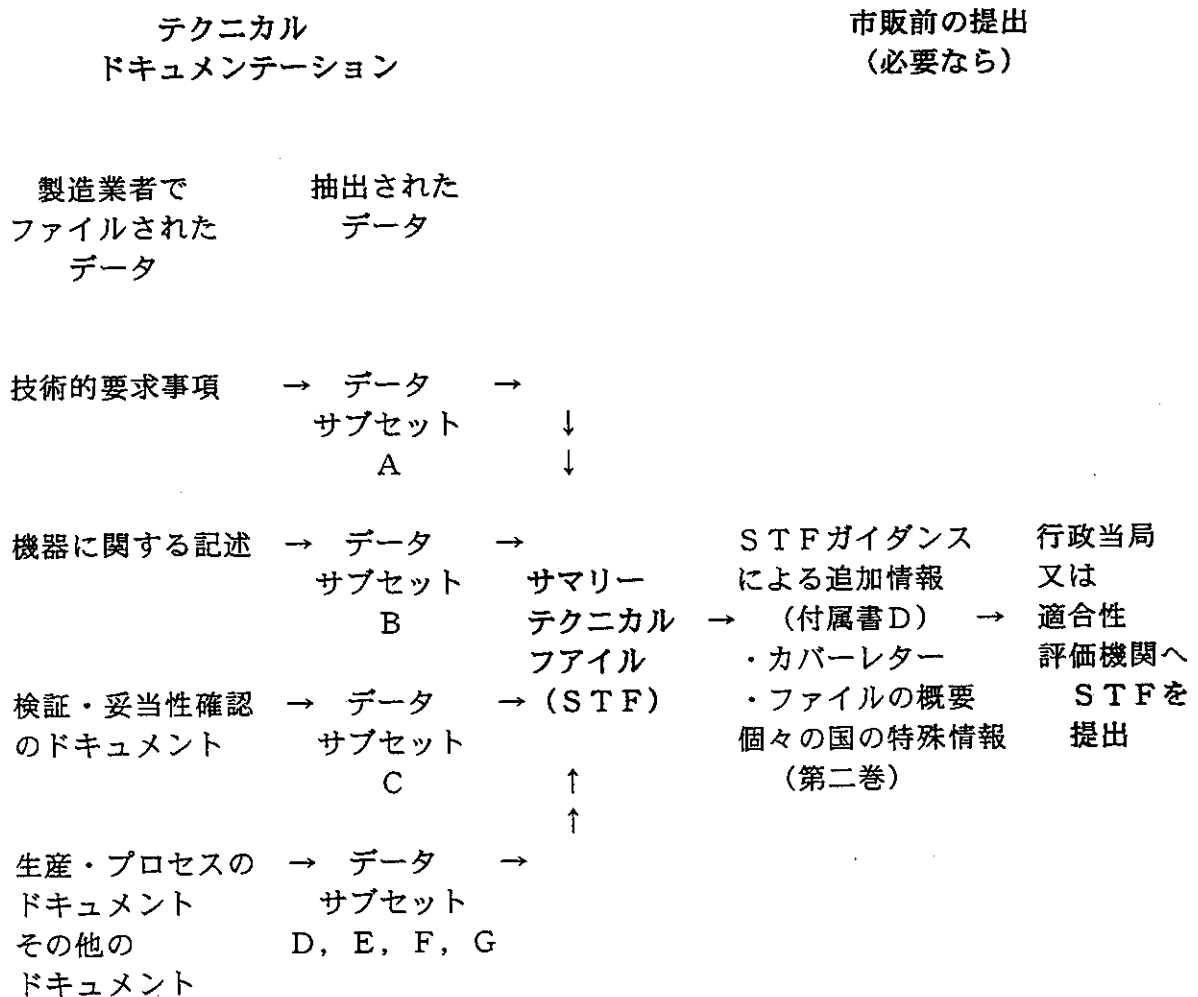 テクニカル
ドキュメンテーション
市販前の提出
（必要なら）
製造業者で
ファイルされた
データ
抽出された
データ
技術的要求事項 → データ →
サブセット ↓
A ↓
機器に関する記述 → データ →
サブセット
B
サマリー
テクニカル →
フアイル
（ＳＴＦ）
ＳＴＦガイダンス
による追加情報
（付属書Ｄ） →
・カバーレター
・ファイルの概要
個々の国の特殊情報
（第二巻）
行政当局
又は
適合性
評価機関へ
ＳＴＦを
提出
検証・妥当性確認 → データ →
のドキュメント サブセット
C ↑
↑
生産・プロセスの → データ →
ドキュメント サブセット
その他の D，E，F，G
ドキュメント